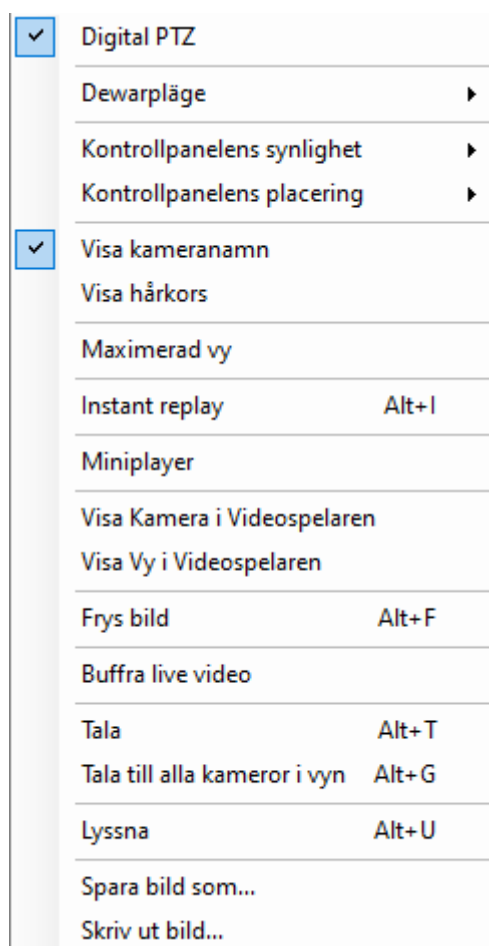 Digital PTZ
Dewarpläge
Kontrollpanelens synlighet
Kontrollpanelens placering
Visa kameranamn
Visa hårkors
Maximerad vy
Instant replay Alt+I
Miniplayer
Visa Kamera i Videospelaren
Visa Vy i Videospelaren
Frys bild Alt+F
Buffra live video
Tala Alt+T
Tala till alla kameror i vyn Alt+G
Lyssna Alt+U
Spara bild som...
Skriv ut bild...